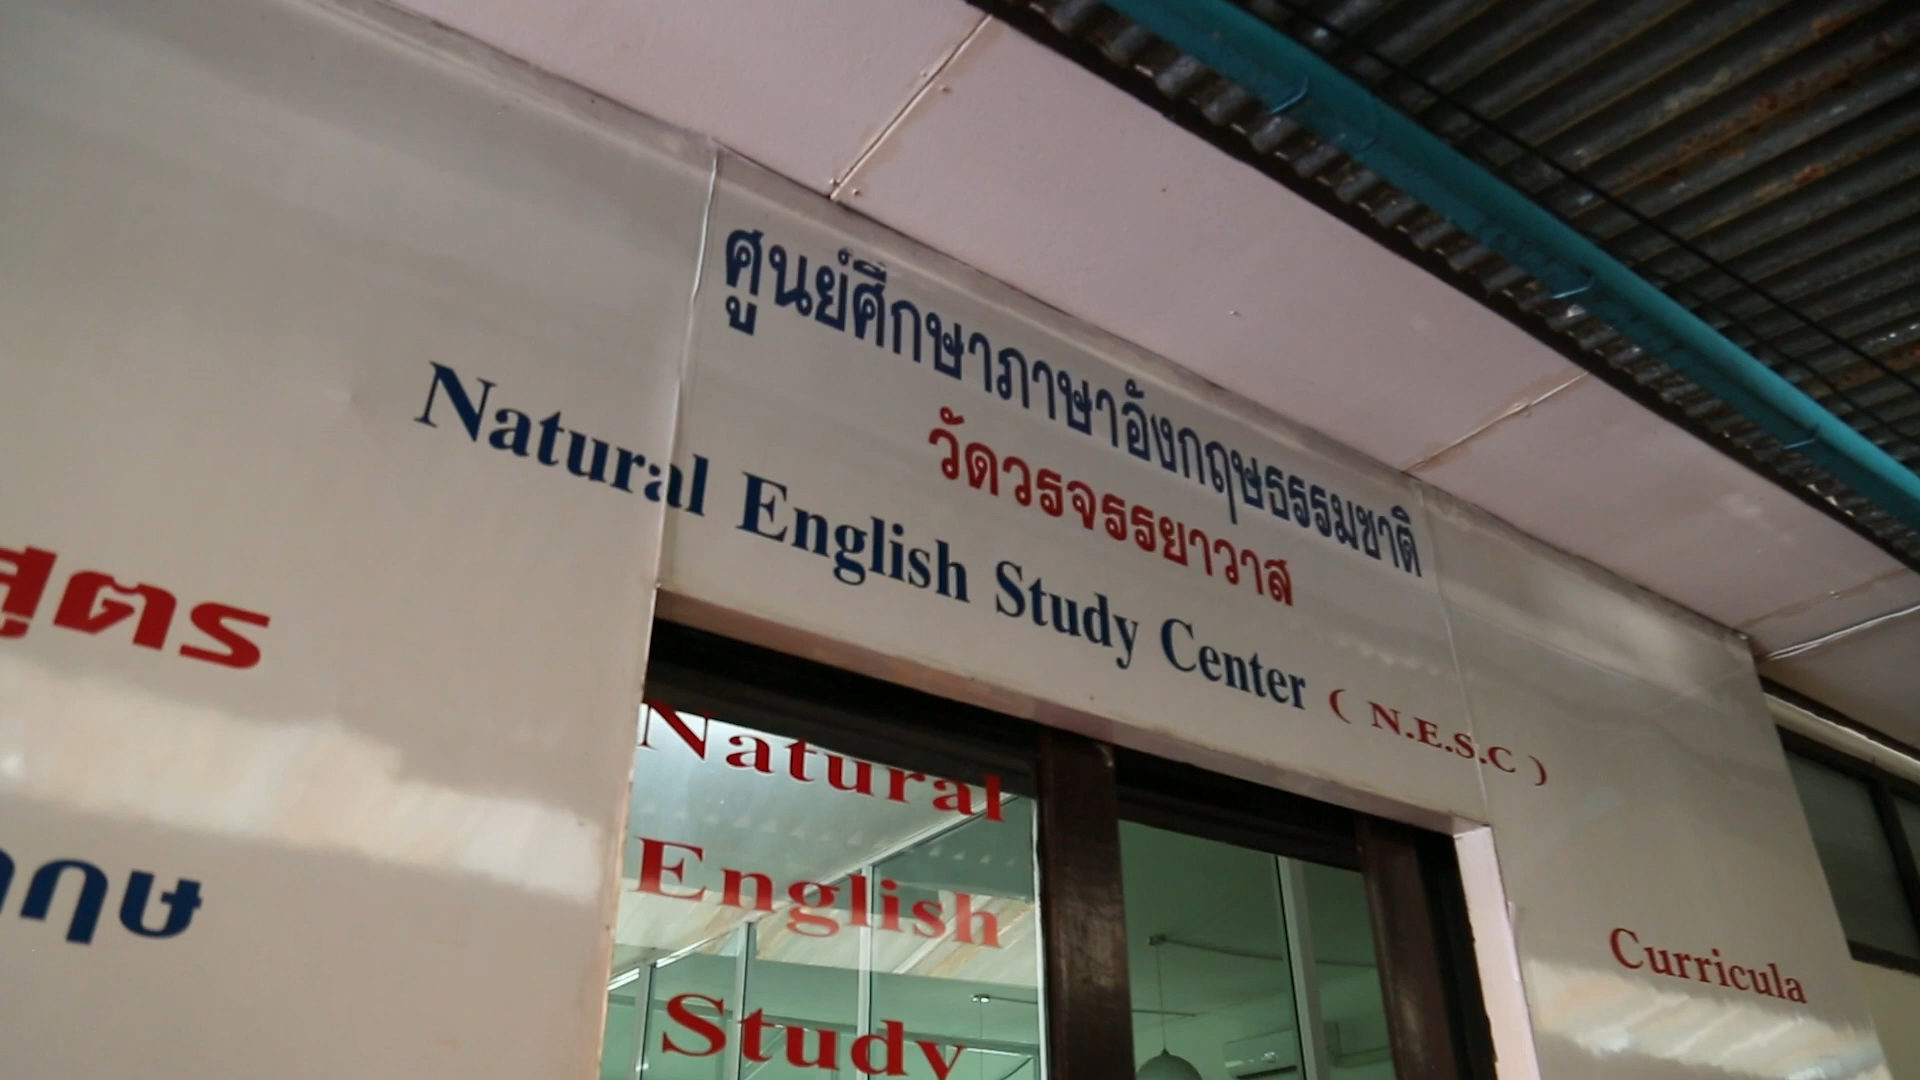 ศูนย์ศึกษาภาษาอังกฤษธรรมชาติ
วัดวรจรรยาวาส
Natural English Study Center ( N.E.S.C )
สูตร
กฤษ
Natural
English
Study
Curricula